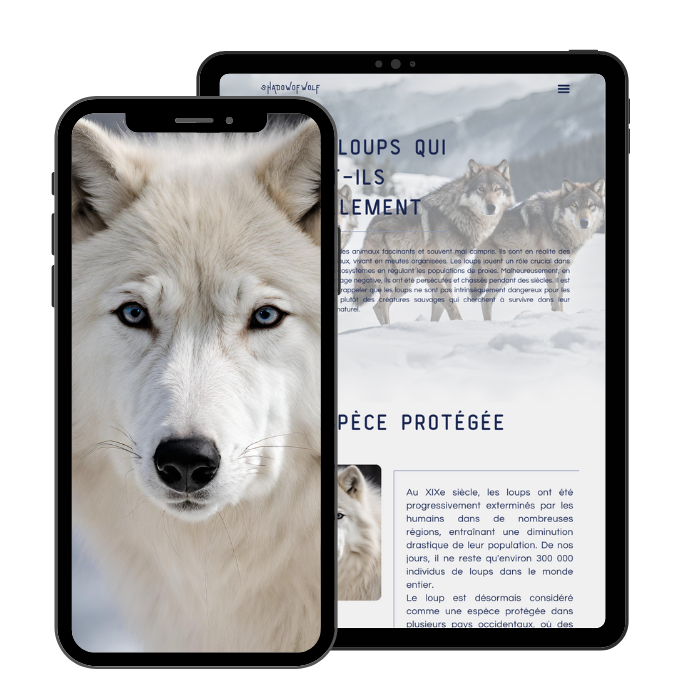 @HADOWOFWOLF
LOUPS QUI
T-ILS
LEMENT
les animaux fascinants et souvent mal compris. Ils sont en réalité des
aux, vivant en meutes organisées. Les loups jouent un rôle crucial dans
osystèmes en régulant les populations de proies. Malheureusement, en
age négative, ils ont été persécutés et chassés pendant des siècles. Il est
rappeler que les loups ne sont pas intrinsèquement dangereux pour les
plutôt des créatures sauvages qui cherchent à survivre dans leur
naturel.
PÈCE PROTÉGÉE
Au XIXe siècle, les loups ont été
progressivement exterminés par les
humains dans de nombreuses
régions, entraînant une diminution
drastique de leur population. De nos
jours, il ne reste qu'environ 300 000
individus de loups dans le monde
entier.
Le loup est désormais considéré
comme une espèce protégée dans
plusieurs pays occidentaux, où des